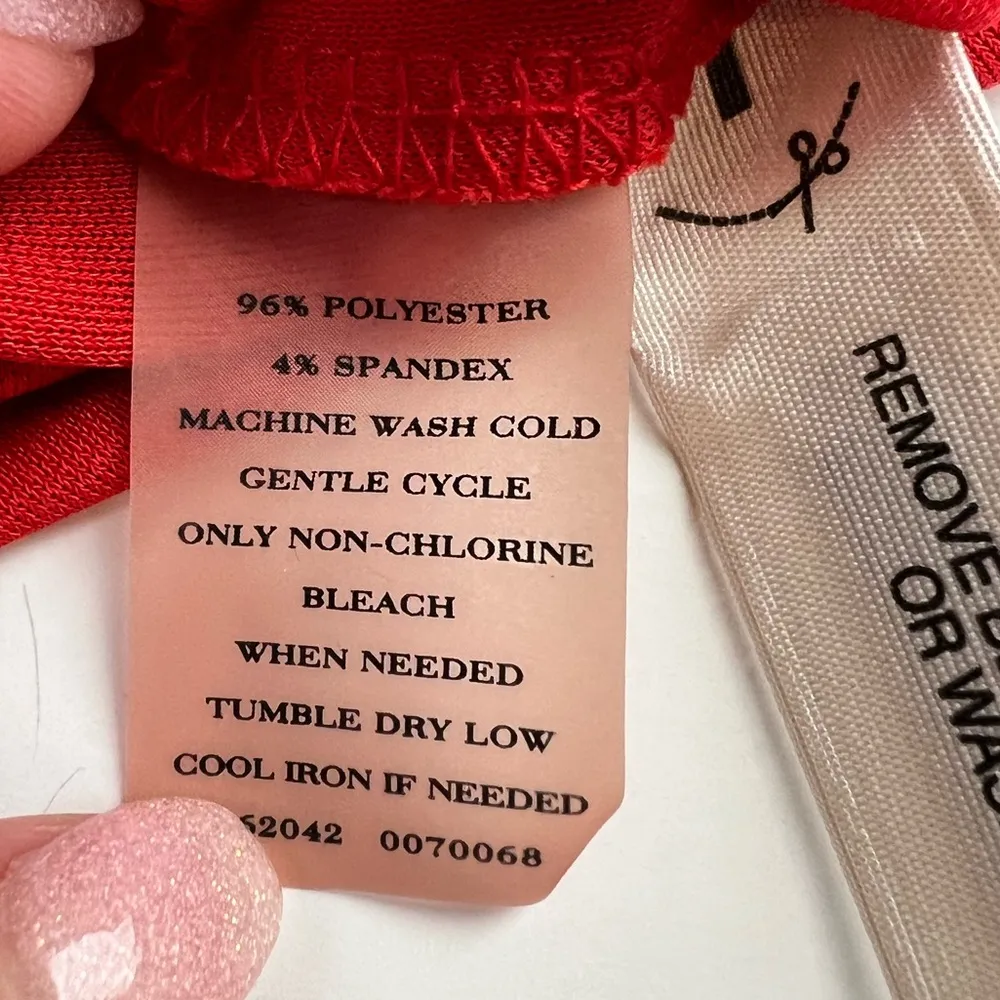 96% POLYESTER
4% SPANDEX
MACHINE WASH COLD
GENTLE CYCLE
ONLY NON-CHLORINE
BLEACH
WHEN NEEDED
TUMBLE DRY LOW
COOL IRON IF NEEDED
62042 0070068
REMOVE
OR